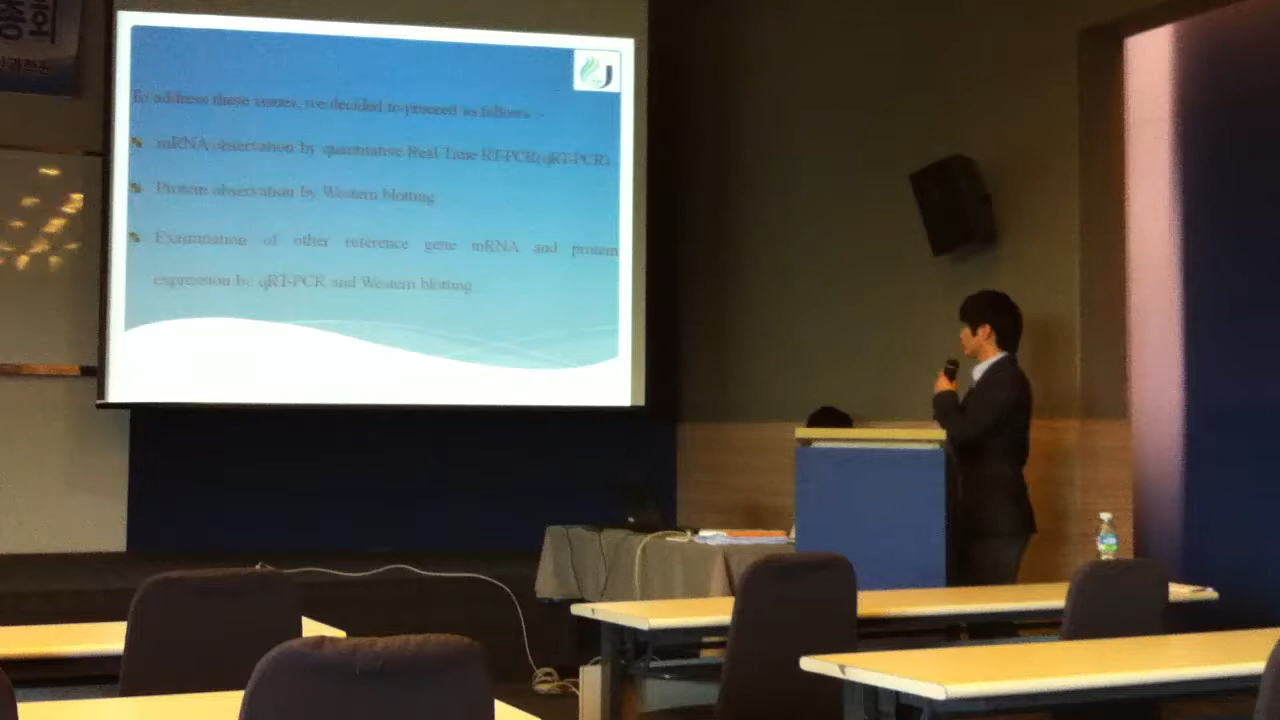 To address these issues, we decided to proceed as follows
mRNA observation by quantitative Real Time RT-PCR(qRT-PCR)
Protein observation by Western blotting
Examination of other reference gene mRNA and protein
expression by qRT-PCR and Western blotting
J